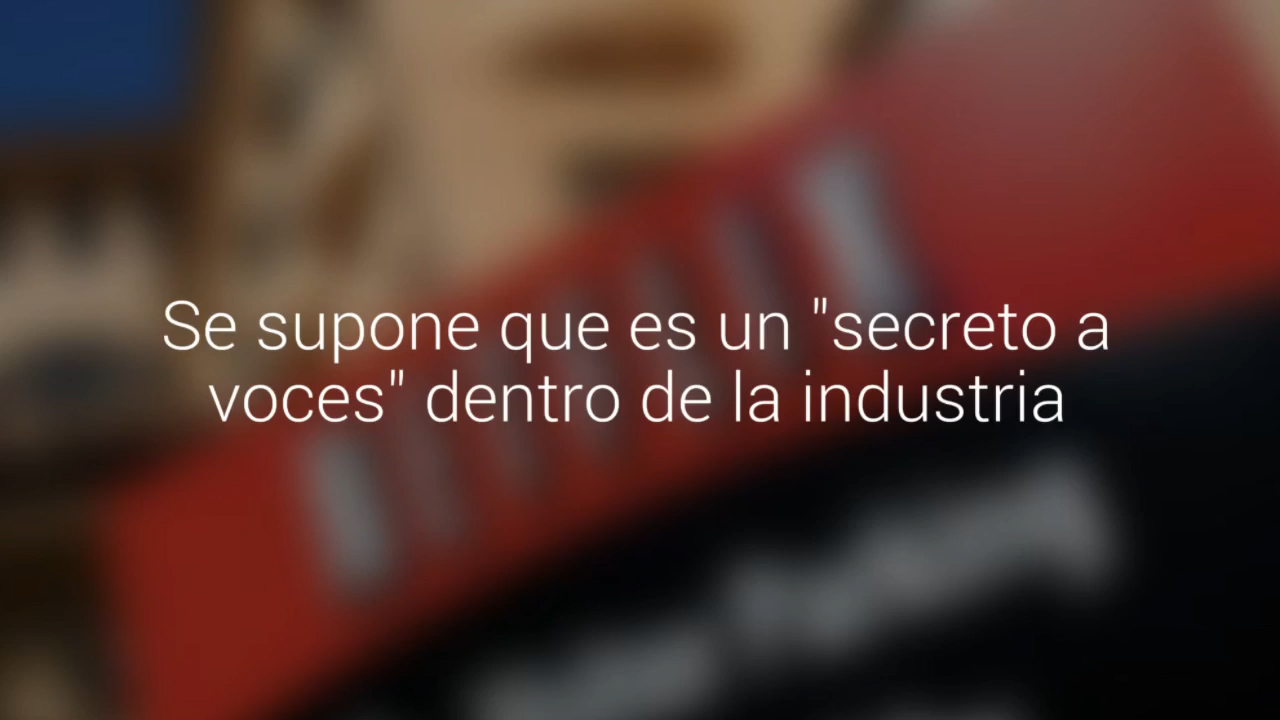 Se supone que es un "secreto a
voces" dentro de la industria